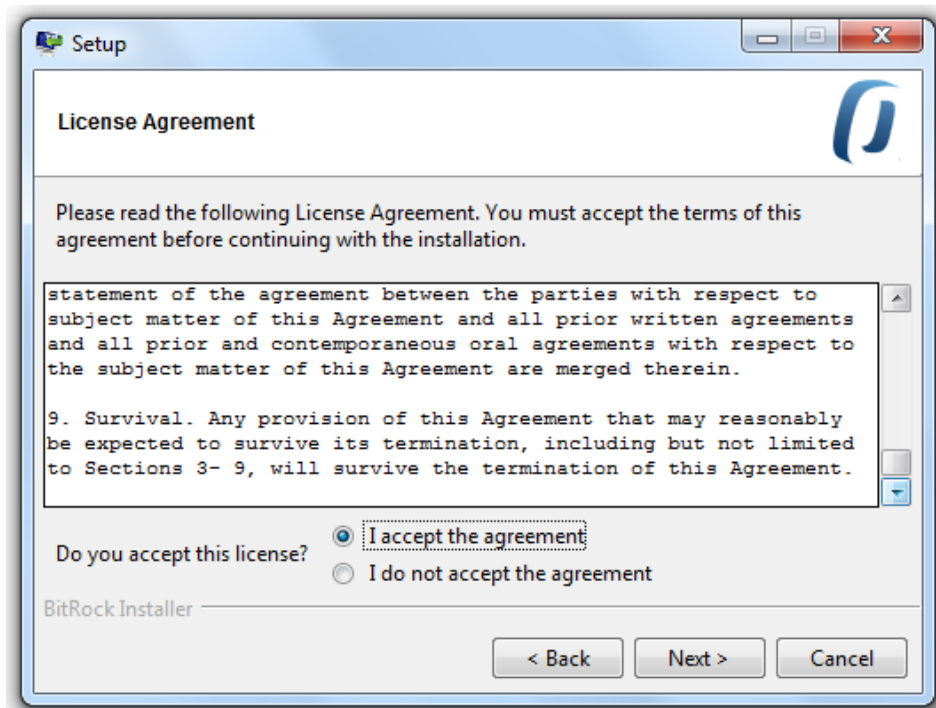 Setup
License Agreement
Please read the following License Agreement. You must accept the terms of this
agreement before continuing with the installation.
statement of the agreement between the parties with respect to
subject matter of this Agreement and all prior written agreements
and all prior and contemporaneous oral agreements with respect to
the subject matter of this Agreement are merged therein.
9. Survival. Any provision of this Agreement that may reasonably
be expected to survive its termination, including but not limited
to Sections 3- 9, will survive the termination of this Agreement.
Do you accept this license?
I accept the agreement
I do not accept the agreement
BitRock Installer
< Back
Next >
Cancel